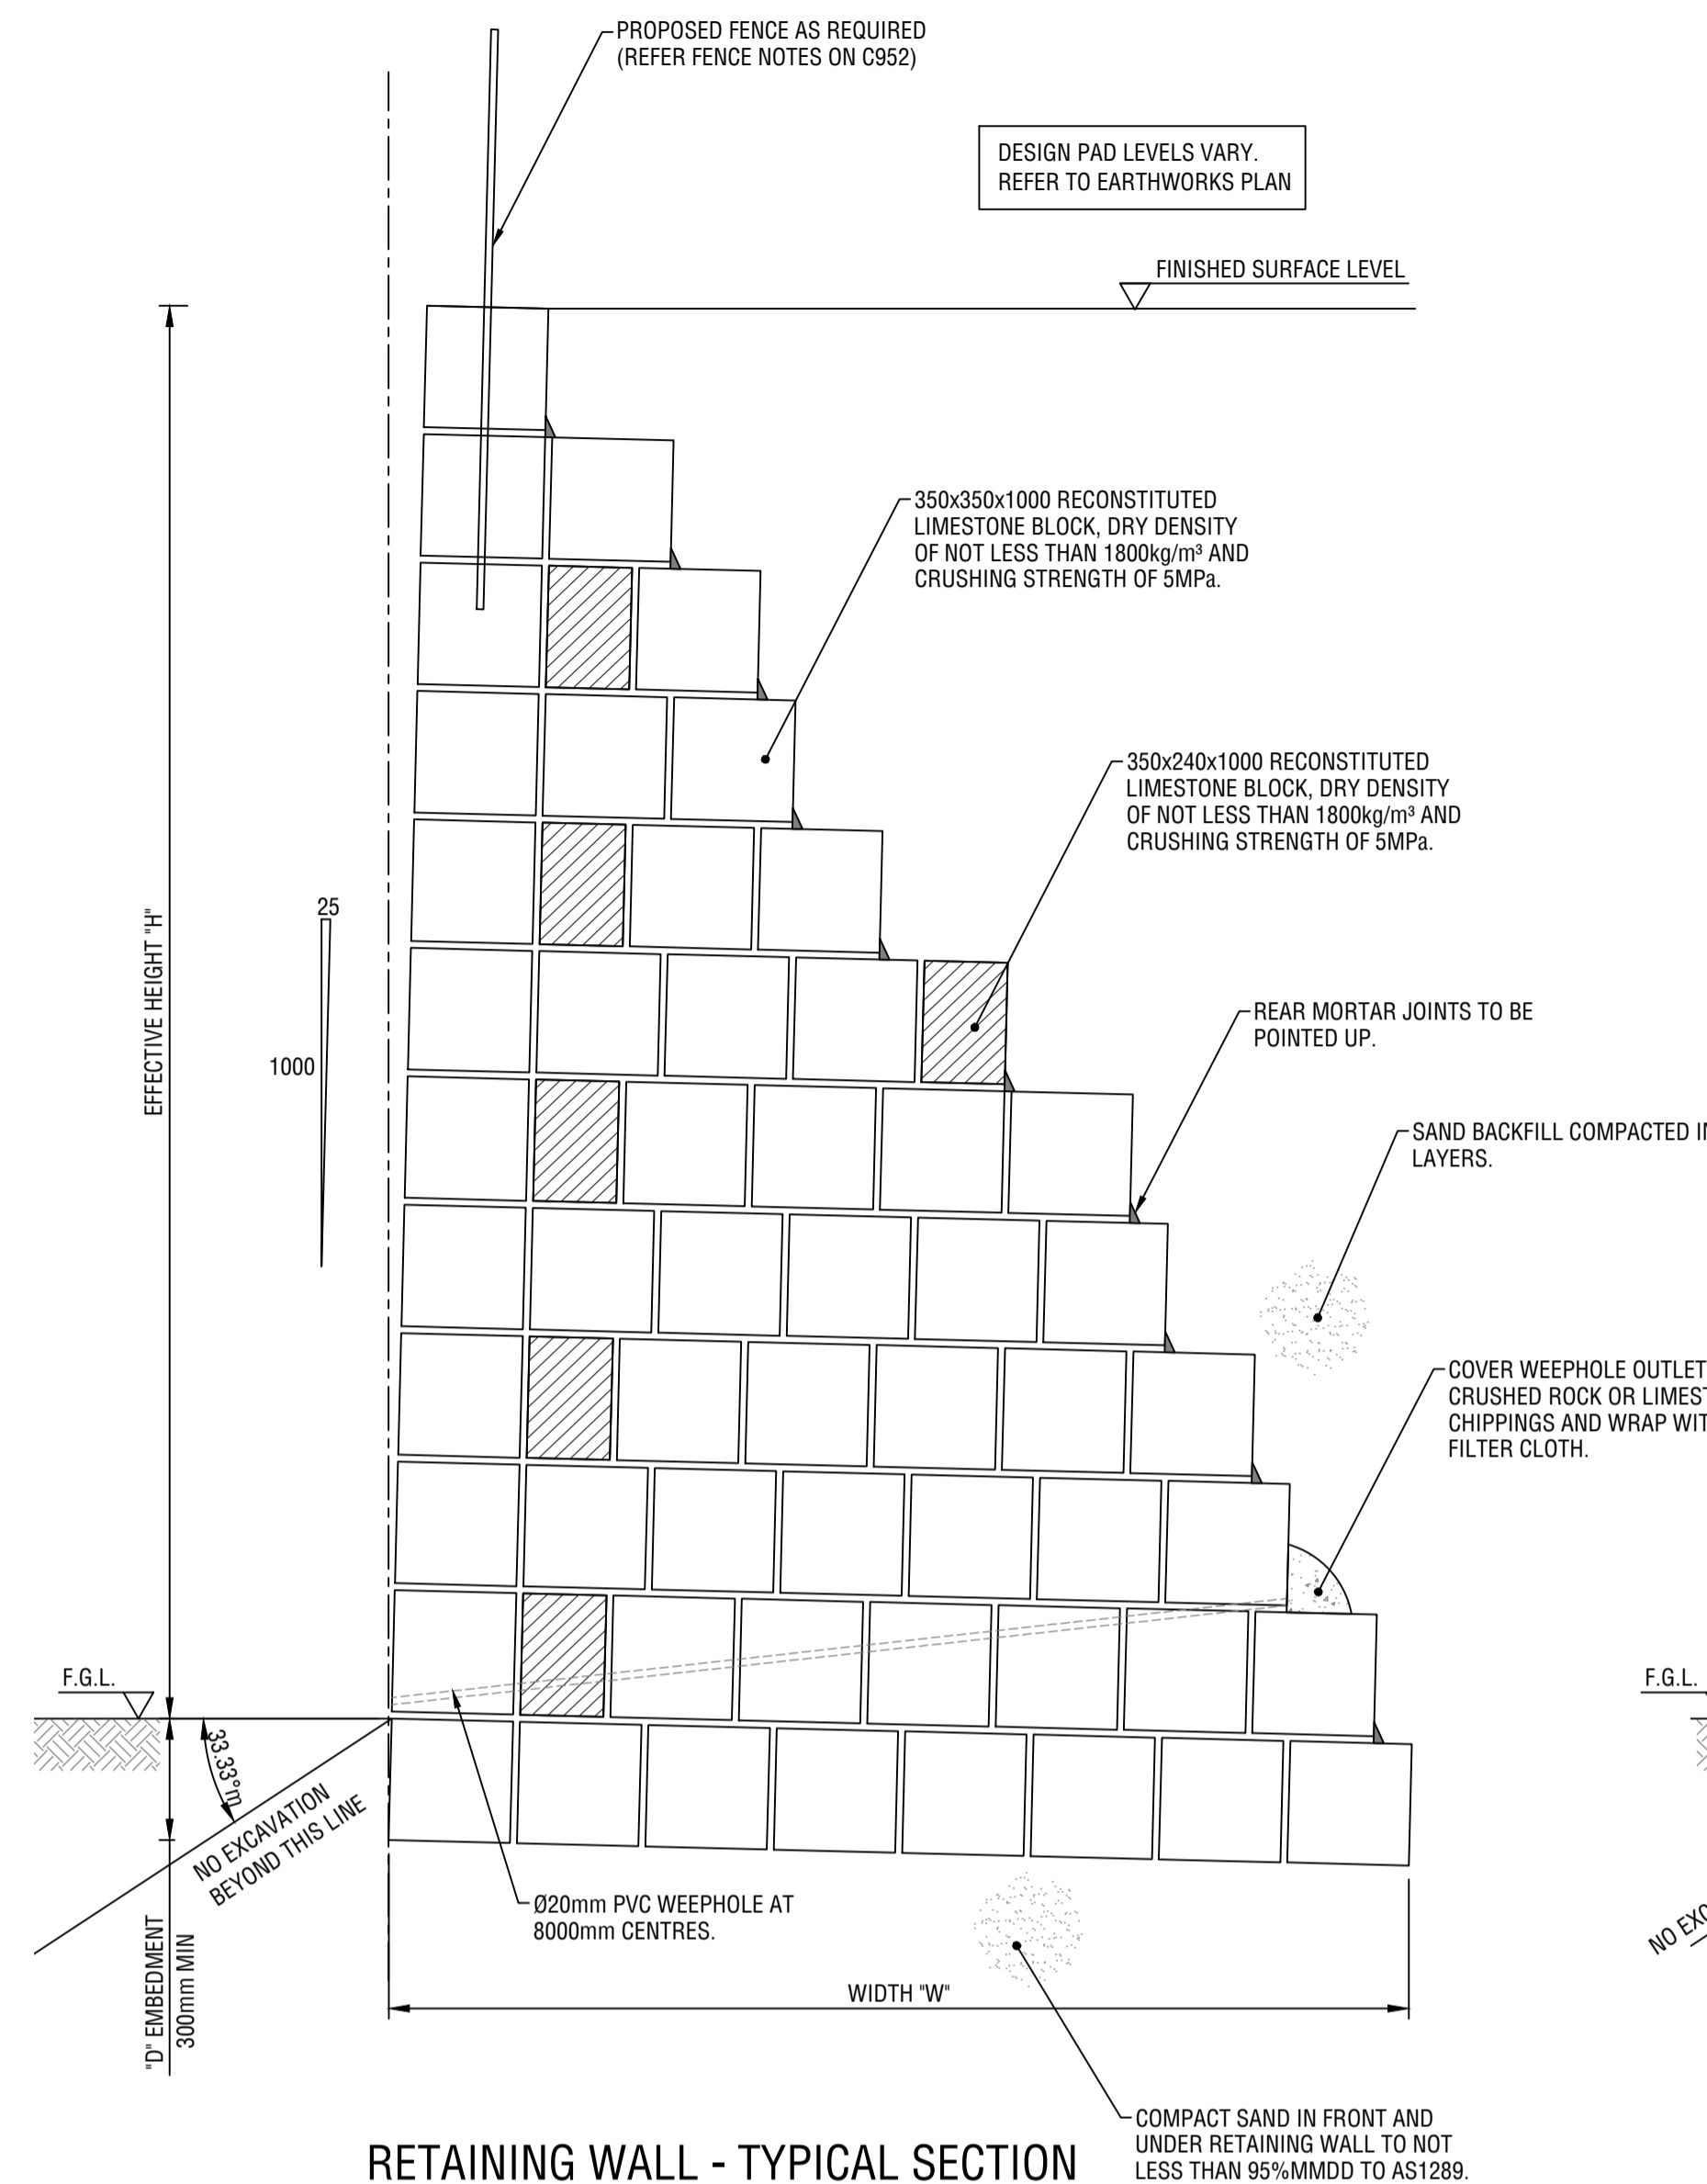 PROPOSED FENCE AS REQUIRED
(REFER FENCE NOTES ON C952)
DESIGN PAD LEVELS VARY.
REFER TO EARTHWORKS PLAN
FINISHED SURFACE LEVEL
350x350x1000 RECONSTITUTED
LIMESTONE BLOCK, DRY DENSITY
OF NOT LESS THAN 1800kg/m³ AND
CRUSHING STRENGTH OF 5MPa.
350x240x1000 RECONSTITUTED
LIMESTONE BLOCK, DRY DENSITY
OF NOT LESS THAN 1800kg/m³ AND
CRUSHING STRENGTH OF 5MPa.
25
1000
EFFECTIVE HEIGHT "H"
REAR MORTAR JOINTS TO BE
POINTED UP.
SAND BACKFILL COMPACTED
LAYERS.
COVER WEEPHOLE OUTLET
CRUSHED ROCK OR
CHIPPINGS AND WRAP
FILTER CLOTH.
F.G.L.
F.G.L.
33.33°m
NO EXCAVATION
BEYOND THIS LINE
NO
"D" EMBEDMENT
300mm MIN
Ø20mm PVC WEEPHOLE AT
8000mm CENTRES.
WIDTH "W"
COMPACT SAND IN FRONT AND
UNDER RETAINING WALL TO NOT
LESS THAN 95%MMDD TO AS1289.
RETAINING WALL - TYPICAL SECTION